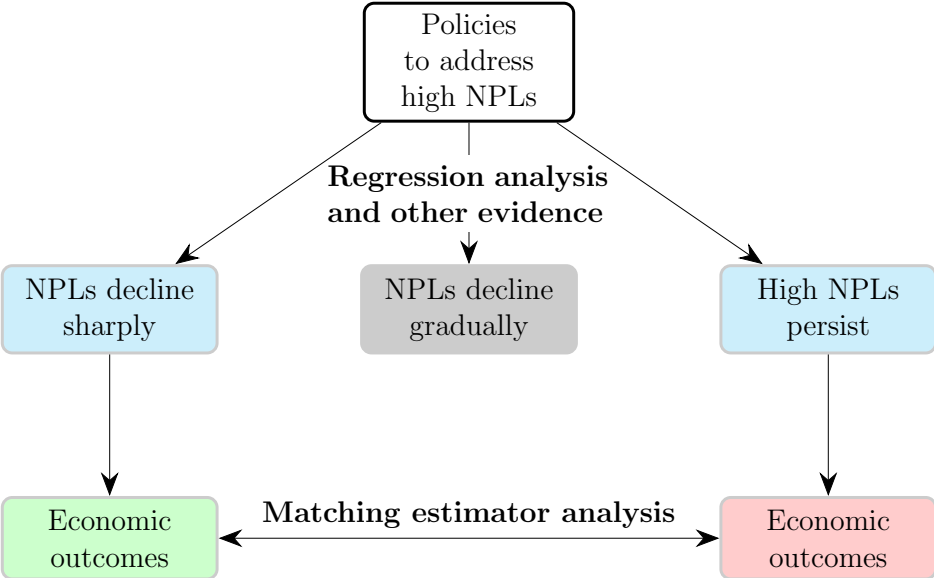 Policies
to address
high NPLs
Regression analysis
and other evidence
NPLs decline
sharply
NPLs decline
gradually
High NPLs
persist
Economic
outcomes
Matching estimator analysis
Economic
outcomes